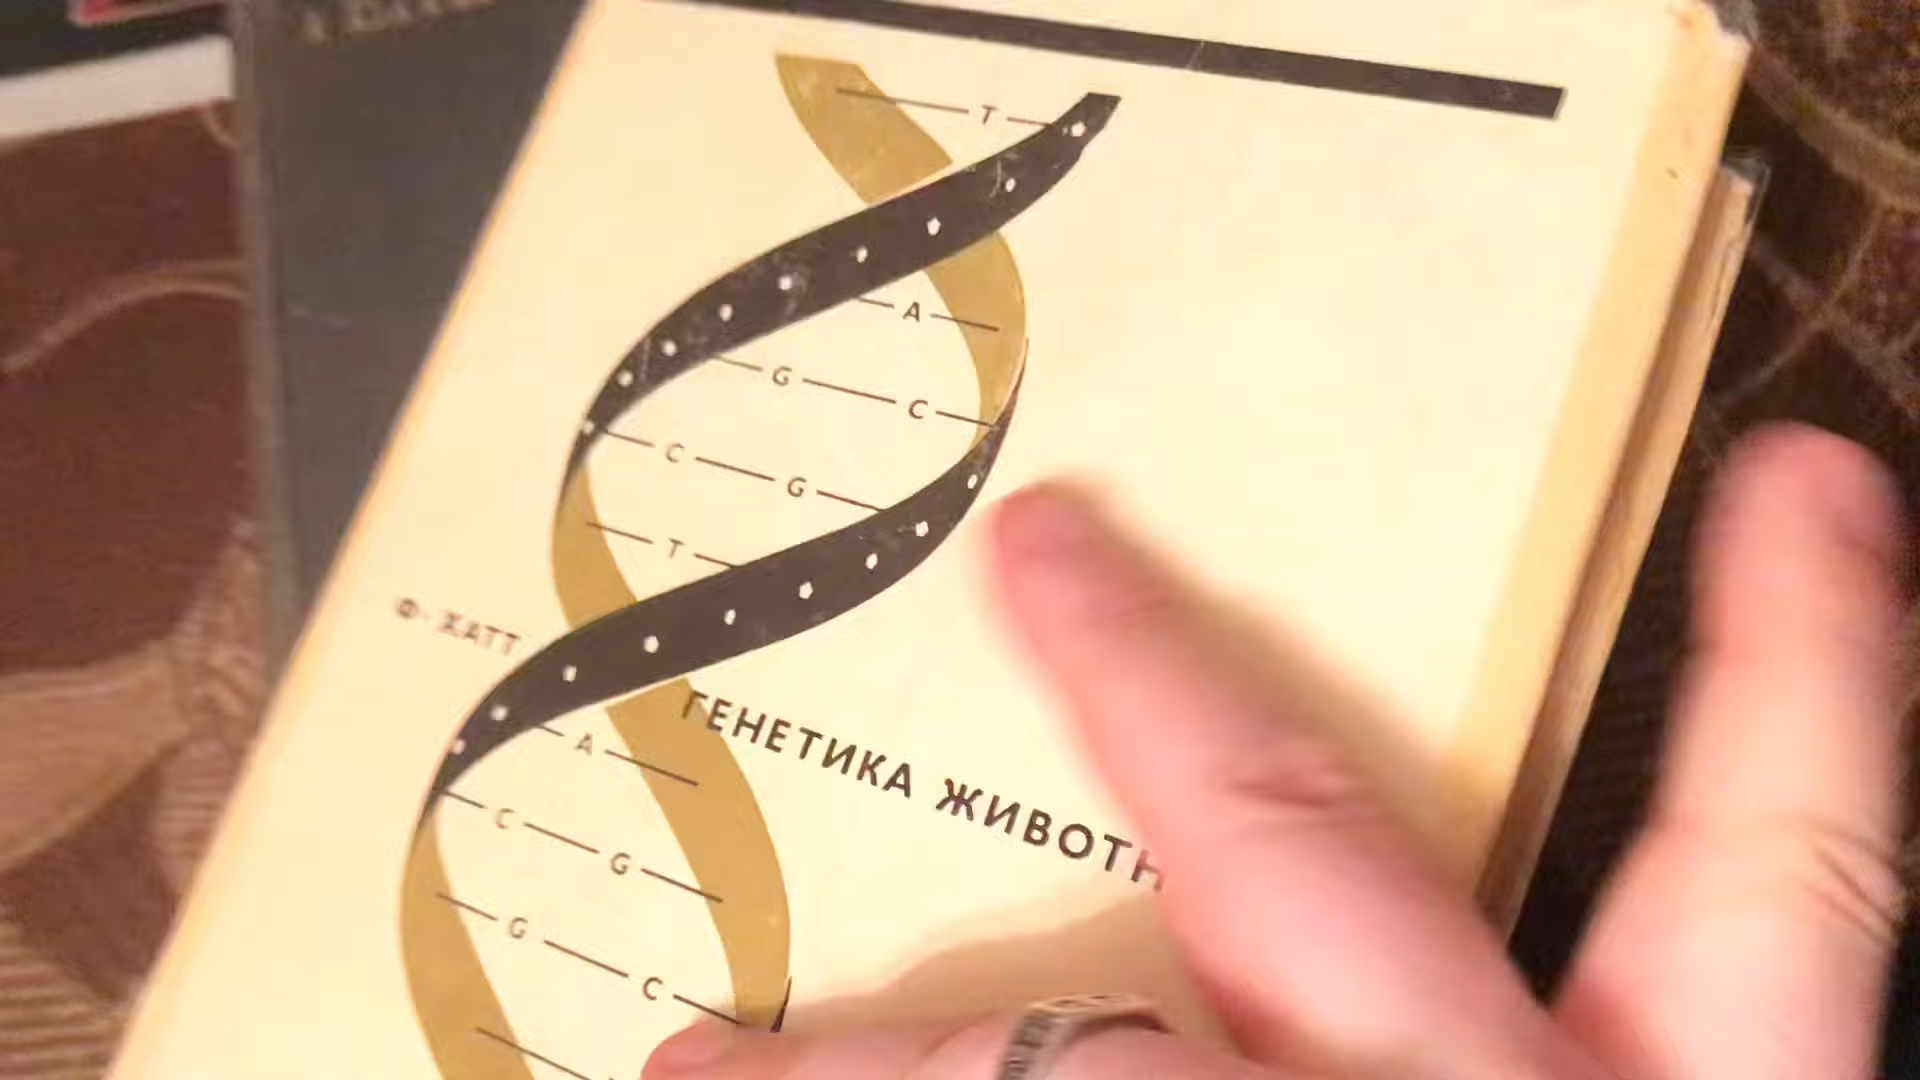 T
A
G C
C G
T
Ф. ХАТТ
ГЕНЕТИКА ЖИВОТН
A
C G
G C